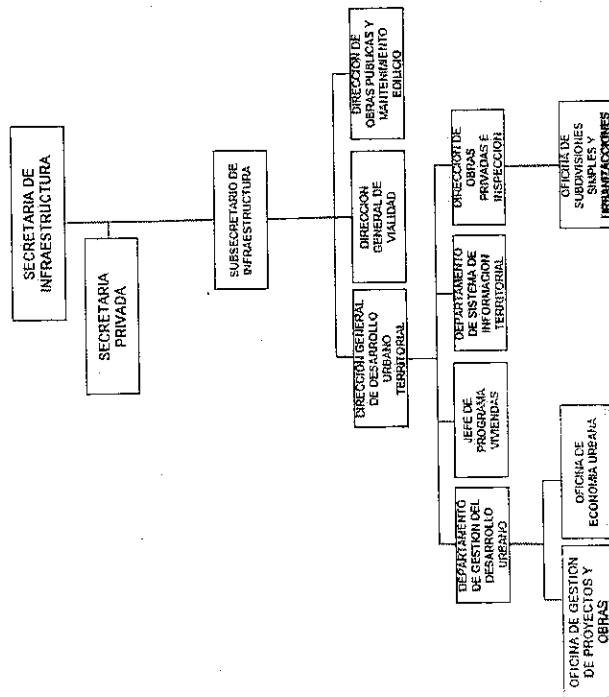 SECRETARIA DE
INFRAESTRUCTURA
SECRETARIA
PRIVADA
SUBSECRETARIO DE
INFRAESTRUCTURA
DIRECCION GENERAL
DE DESARROLLO
URBANO
TERRITORIAL
DIRECCION
GENERAL DE
VIALIDAD
DIRECCION DE
OBRAS PUBLICAS Y
MANTENIMIENTO
EDILICIO
DEPARTAMENTO
DE GESTION DEL
DESARROLLO
URBANO
JEFE DE
PROGRAMA
VIVIENDAS
DEPARTAMENTO
DE SISTEMA DE
INFORMACION
TERRITORIAL
DIRECCION DE
OBRAS
PRIVADAS E
INSPECCION
OFICINA DE GESTION
DE PROYECTOS Y
OBRAS
OFICINA DE
ECONOMIA URBANA
OFICINA DE
SUBDIVISIONES
SIMPLES Y
URBANIZACIONES